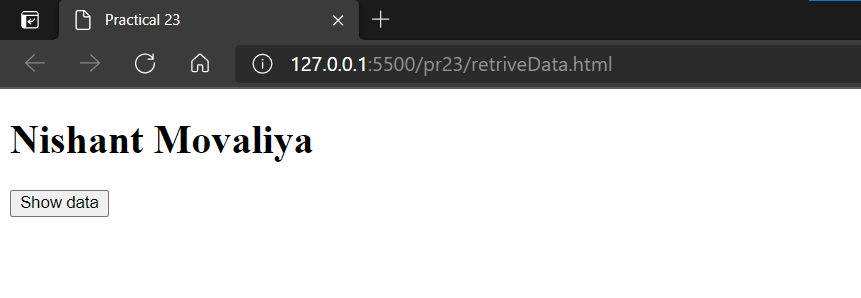 Practical 23
127.0.0.1:5500/pr23/retriveData.html
Nishant Movaliya
Show data